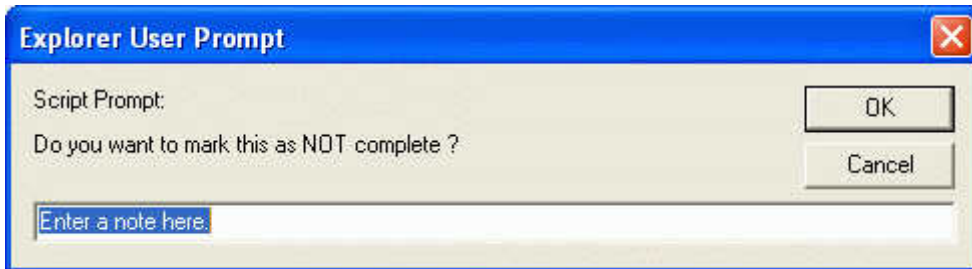 Explorer User Prompt
Script Prompt:
OK
Do you want to mark this as NOT complete ?
Cancel
Enter a note here.